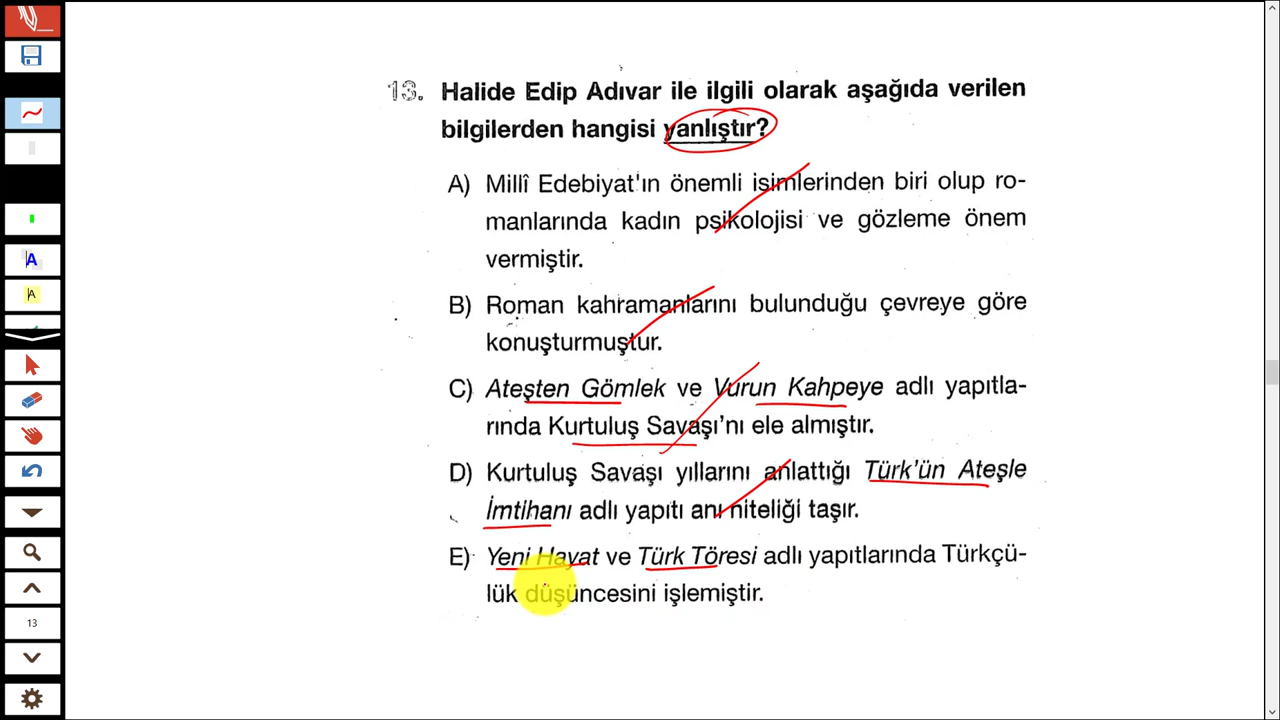 13. Halide Edip Adıvar ile ilgili olarak aşağıda verilen
bilgilerden hangisi yanlıştır?
A) Millî Edebiyat'ın önemli isimlerinden biri olup ro-
manlarında kadın psikolojisi ve gözleme önem
vermiştir.
B) Roman kahramanlarını bulunduğu çevreye göre
konuşturmuştur.
C) Ateşten Gömlek ve Vurun Kahpeye adlı yapıtla-
rında Kurtuluş Savaşı'nı ele almıştır.
D) Kurtuluş Savaşı yıllarını anlattığı Türk'ün Ateşle
İmtihanı adlı yapıtı anı niteliği taşır.
E) Yeni Hayat ve Türk Töresi adlı yapıtlarında Türkçü-
lük düşüncesini işlemiştir.
A
A
13